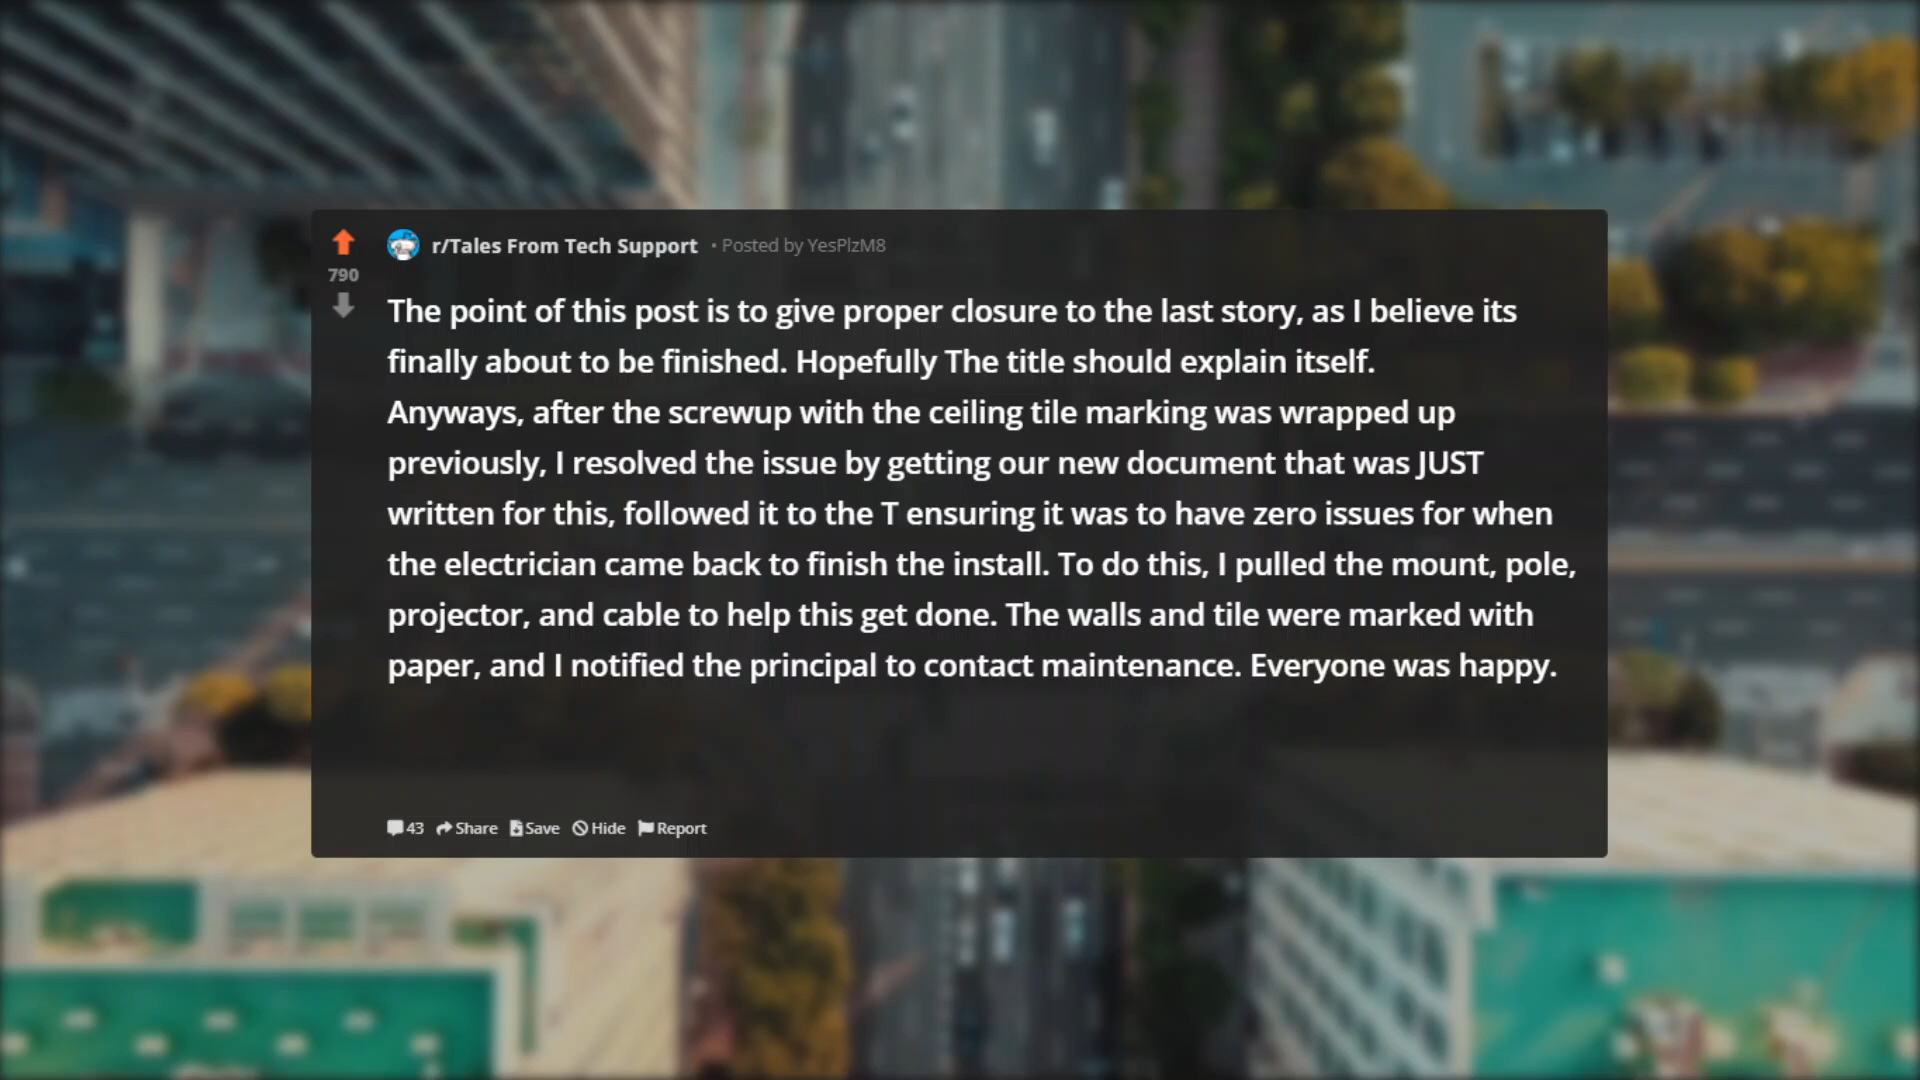 r/Tales From Tech Support • Posted by YesPlzM8
790
The point of this post is to give proper closure to the last story, as I believe its
finally about to be finished. Hopefully The title should explain itself.
Anyways, after the screwup with the ceiling tile marking was wrapped up
previously, I resolved the issue by getting our new document that was JUST
written for this, followed it to the T ensuring it was to have zero issues for when
the electrician came back to finish the install. To do this, I pulled the mount, pole,
projector, and cable to help this get done. The walls and tile were marked with
paper, and I notified the principal to contact maintenance. Everyone was happy.
43 Share Save Hide Report